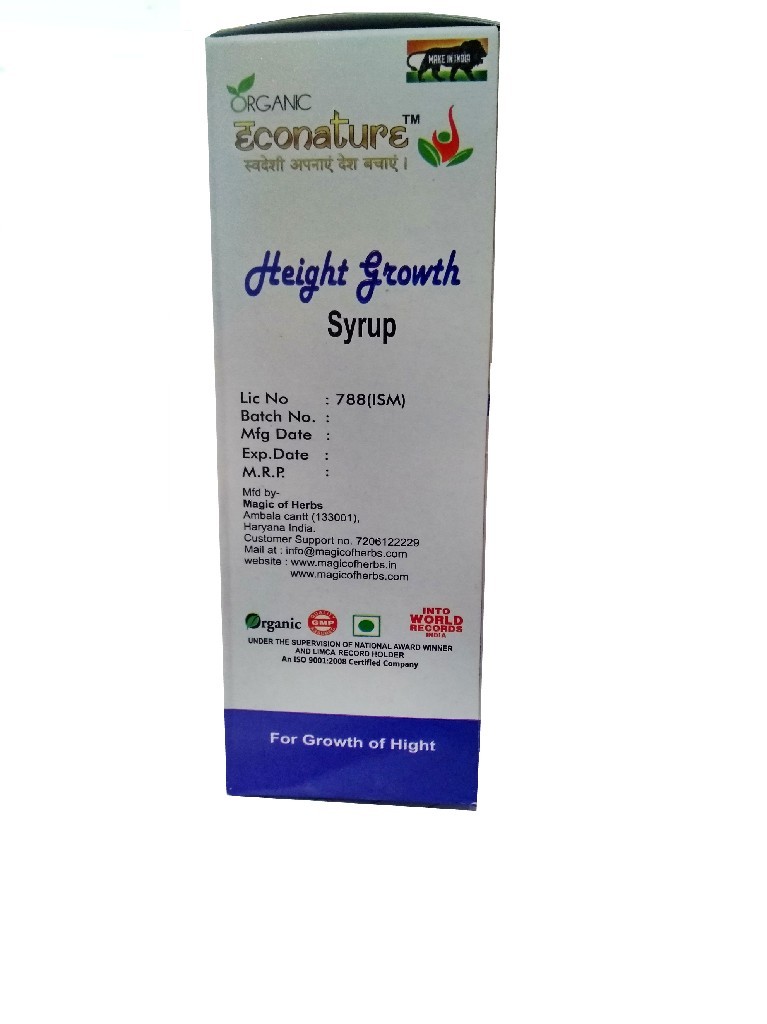 MAKE IN INDIA
ORGANIC
Econature™
स्वदेशी अपनाएं देश बचाएं ।
Height Growth
Syrup
Lic No : 788(ISM)
Batch No. :
Mfg Date :
Exp.Date :
M.R.P. :
Mfd by-
Magic of Herbs
Ambala cantt (133001),
Haryana India.
Customer Support no. 7206122229
Mail at : info@magicofherbs.com
website : www.magicofherbs.in
www.magicofherbs.com
Organic
GMP
INTO
WORLD
RECORDS
INDIA
UNDER THE SUPERVISION OF NATIONAL AWARD WINNER
AND LIMCA RECORD HOLDER
An ISO 9001:2008 Certified Company
For Growth of Hight